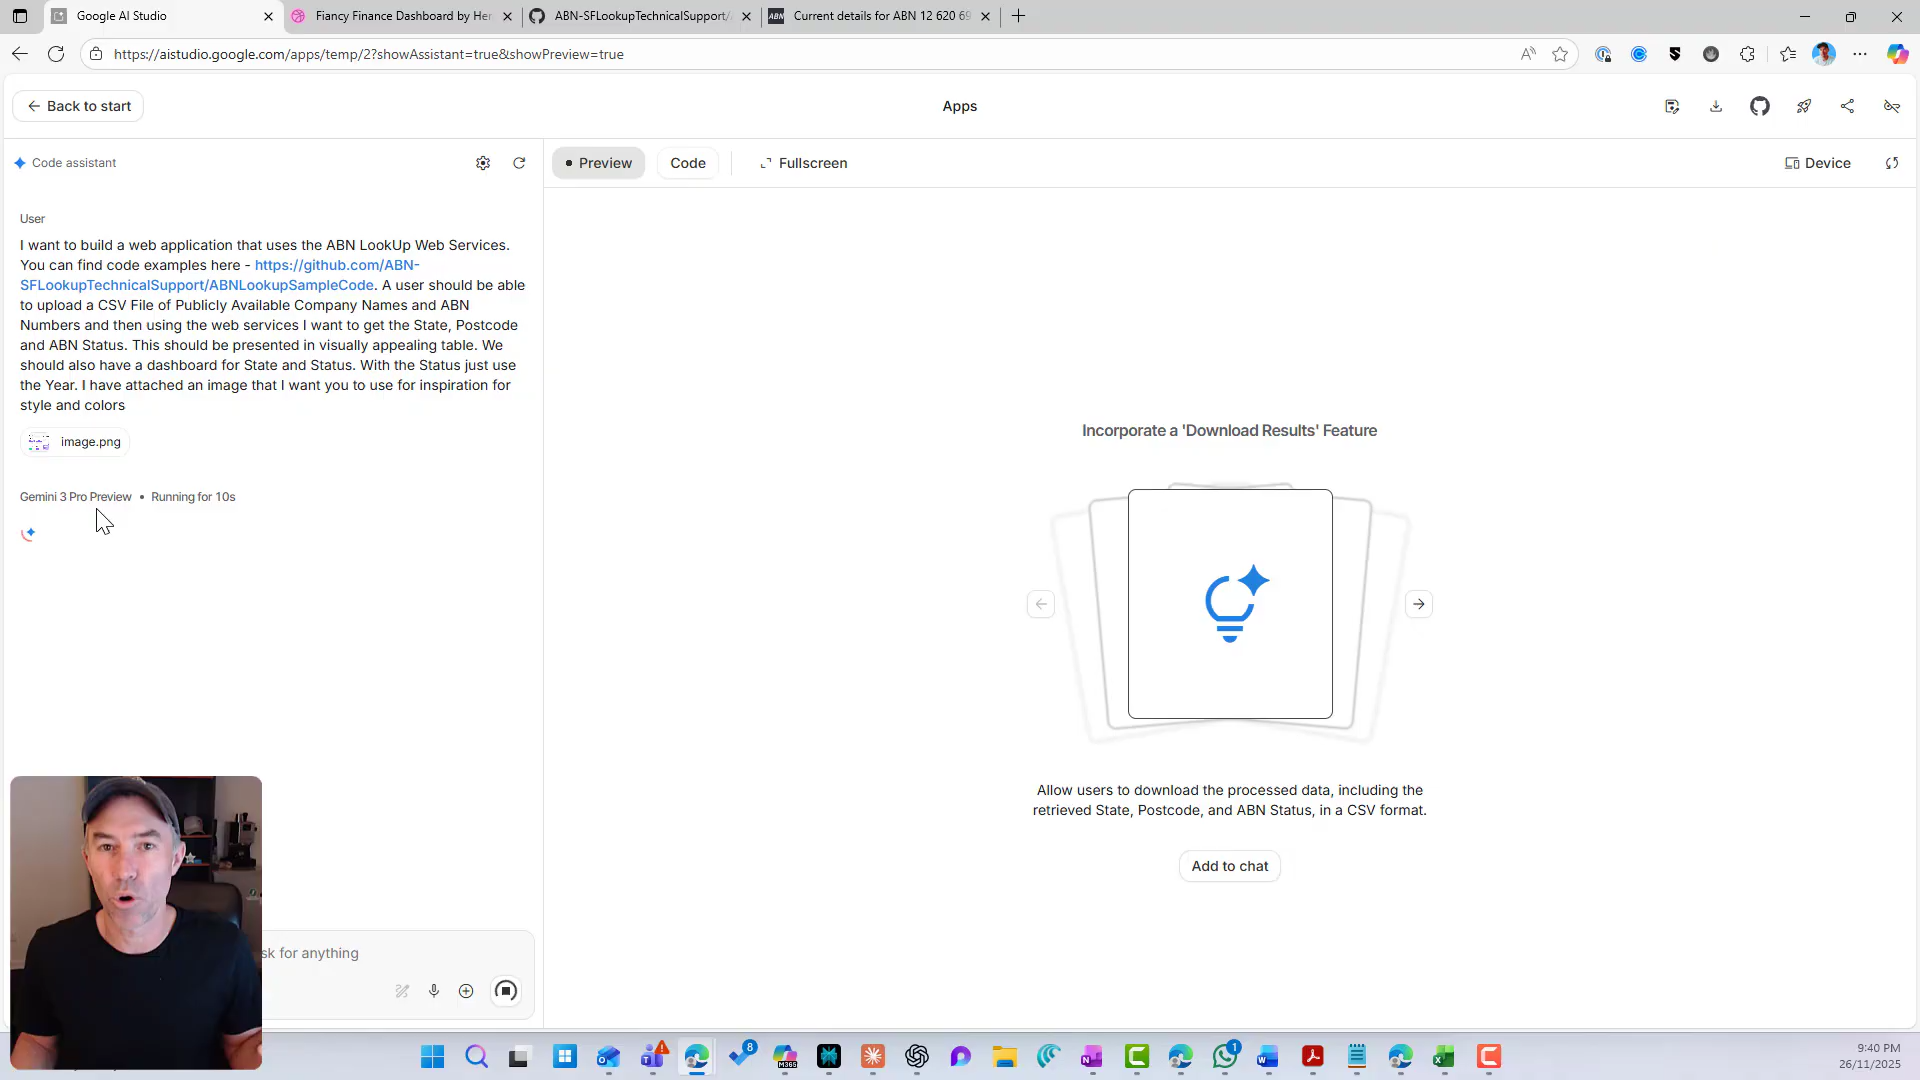 Google AI Studio
Fiancy Finance Dashboard by Her
ABN-SFLookupTechnicalSupport/
ABN
Current details for ABN 12 620 69
https://aistudio.google.com/apps/temp/2?showAssistant=true&showPreview=true
Back to start
Apps
Code assistant
Preview
Code
Fullscreen
Device
User
I want to build a web application that uses the ABN LookUp Web Services.
You can find code examples here - https://github.com/ABN-
SFLookupTechnicalSupport/ABNLookupSampleCode. A user should be able
to upload a CSV File of Publicly Available Company Names and ABN
Numbers and then using the web services I want to get the State, Postcode
and ABN Status. This should be presented in visually appealing table. We
should also have a dashboard for State and Status. With the Status just use
the Year. I have attached an image that I want you to use for inspiration for
style and colors
image.png
Gemini 3 Pro Preview • Running for 10s
Incorporate a 'Download Results' Feature
Allow users to download the processed data, including the
retrieved State, Postcode, and ABN Status, in a CSV format.
Add to chat
sk for anything
8
M365
1
9:40 PM
26/11/2025